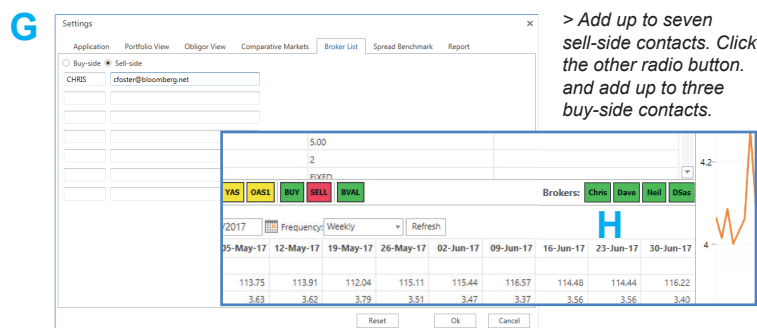 G
Settings ×
Application Portfolio View Obligor View Comparative Markets Broker List Spread Benchmark Report
Buy-side Sell-side
CHRIS cfoster@bloomberg.net
> Add up to seven
sell-side contacts. Click
the other radio button.
and add up to three
buy-side contacts.
5.00
2
FIXED
YAS OAS1 BUY SELL BVAL Brokers: Chris Dave Neil DSas
/2017 Frequency: Weekly Refresh
H
05-May-17 12-May-17 19-May-17 26-May-17 02-Jun-17 09-Jun-17 16-Jun-17 23-Jun-17 30-Jun-17
113.75 113.91 112.04 115.11 115.44 116.57 114.48 114.44 116.22
3.63 3.62 3.79 3.51 3.47 3.37 3.56 3.56 3.40
4.2
4
Reset Ok Cancel